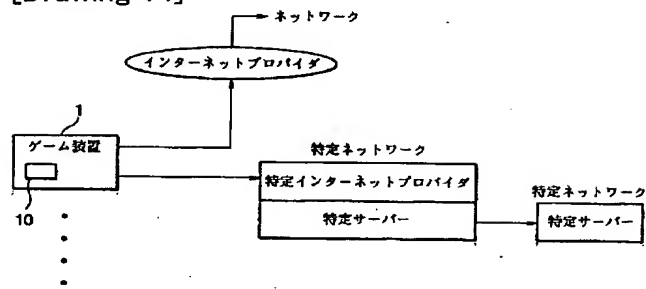 ネットワーク
インターネットプロバイダ
1
ゲーム装置
10
特定ネットワーク
特定インターネットプロバイダ
特定サーバー
特定ネットワーク
特定サーバー